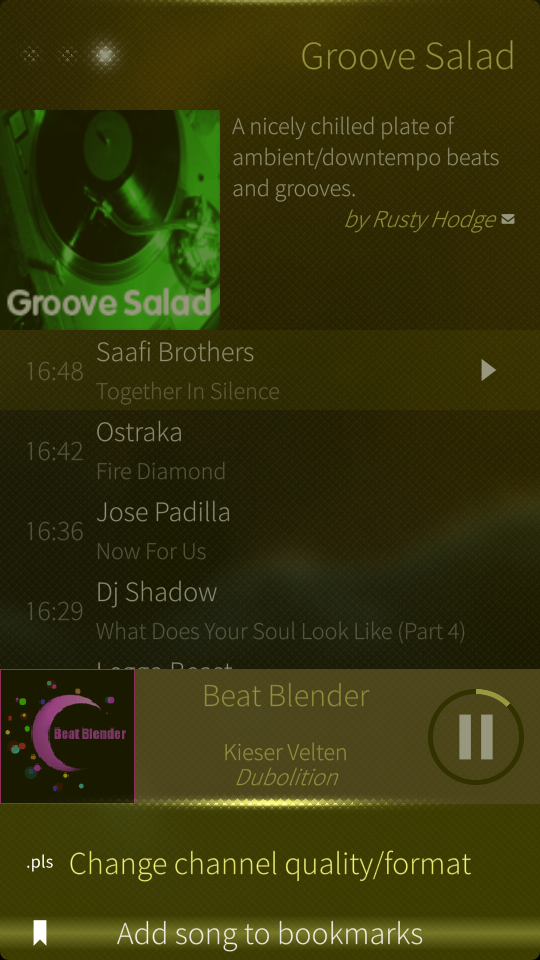 Groove Salad
A nicely chilled plate of
ambient/downtempo beats
and grooves.
by Rusty Hodge
Groove Salad
16:48
Saafi Brothers
Together In Silence
16:42
Ostraka
Fire Diamond
16:36
Jose Padilla
Now For Us
16:29
Dj Shadow
What Does Your Soul Look Like (Part 4)
Beat Blender
Beat Blender
Kieser Velten
Dubolition
.pls Change channel quality/format
Add song to bookmarks